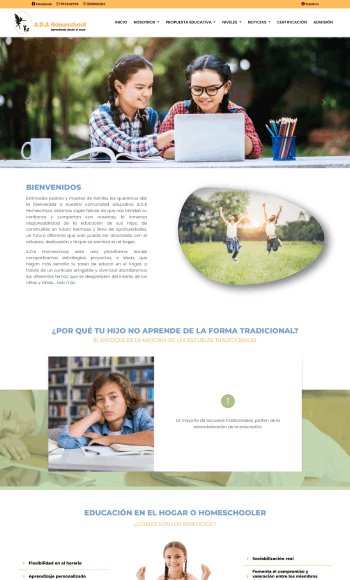 A.D.A Homeschool
Aprendiendo desde el amor
INICIO NOSOTROS PROPUESTA EDUCATIVA NIVELES NOTICIAS CERTIFICACIÓN ADMISIÓN
BIENVENIDOS
Estimados padres y madres de familia, les queremos dar
la bienvenida a nuestra comunidad educativa A.D.A
Homeschool, estamos super felices de que nos brinden su
confianza y compartan con nosotros, la inmensa
responsabilidad de la educación de sus hijos, de
construirles un futuro hermoso y lleno de oportunidades,
un futuro diferente que solo puede ser alcanzado con el
esfuerzo, dedicación y fe que se siembra en el hogar.
A.D.A Homeschool, será una plataforma donde
compartiremos estrategias, proyectos, e ideas, que
hagan más sencilla tu tarea de educar en el hogar, a
través de un currículo amigable y vivencial abordaremos
los diferentes temas que se desprenden del interés de los
niños y niñas... Leer más
¿POR QUÉ TU HIJO NO APRENDE DE LA FORMA TRADICIONAL?
EL ENFOQUE DE LA MAYORÍA DE LAS ESCUELAS TRADICIONALES
1
La mayoría de escuelas tradicionales, parten de la
estandarización de la educación.
EDUCACIÓN EN EL HOGAR O HOMESCHOOLER
¿CUÁLES SON LOS BENEFICIOS?
Flexibilidad en el horario
Aprendizaje personalizado
Sociabilización real
Fomenta el compromiso y
valoración entre los miembros